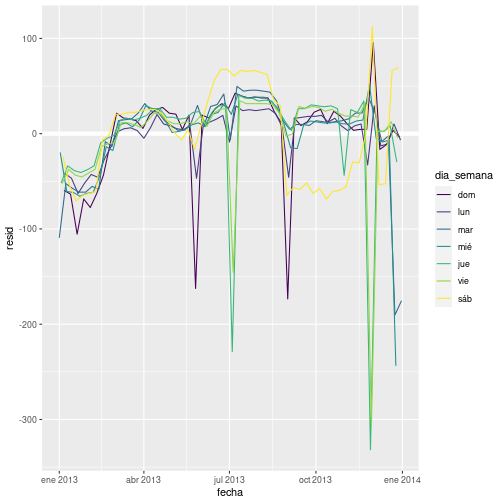 100
0
-100
-200
-300
resid
ene 2013
abr 2013
jul 2013
oct 2013
ene 2014
fecha
dia_semana
dom
lun
mar
mié
jue
vie
sáb